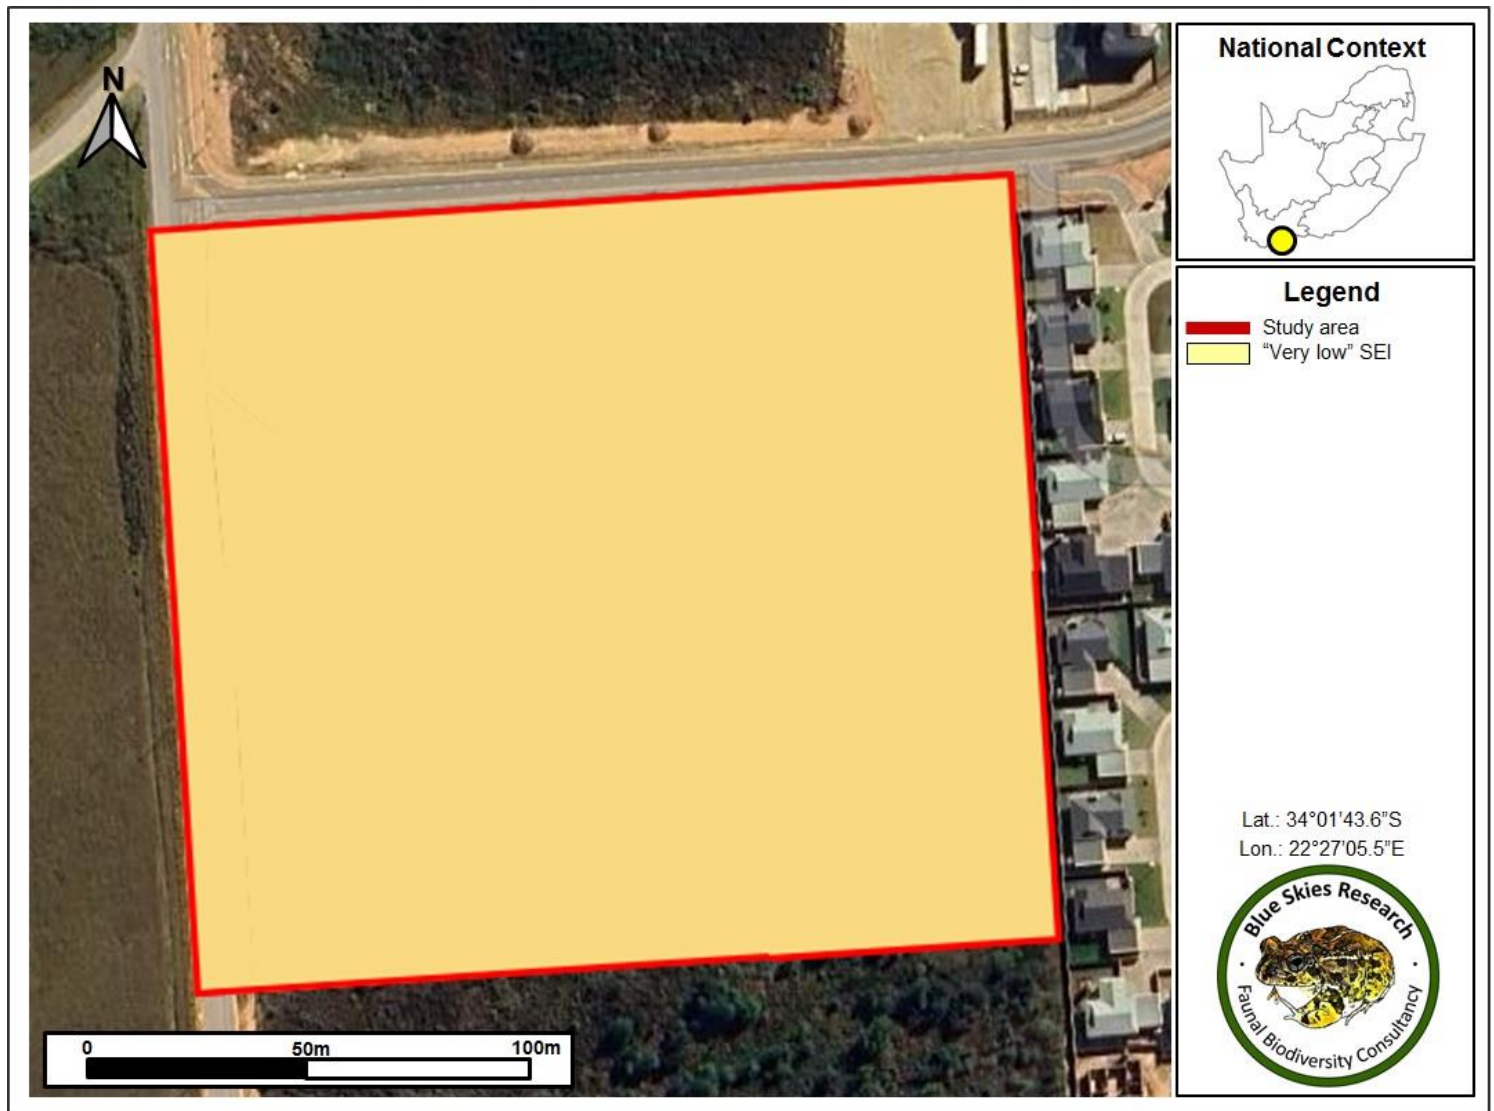 N
National Context
Legend
Study area
“Very low” SEI
Lat.: 34°01’43.6”S
Lon.: 22°27’05.5”E
Blue Skies Research
· Faunal Biodiversity Consultancy ·
0 50m 100m